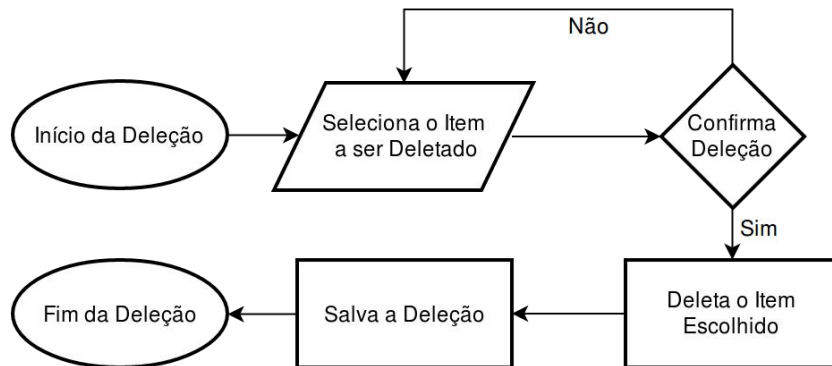 Não
Início da Deleção
Seleciona o Item
a ser Deletado
Confirma
Deleção
Sim
Deleta o Item
Escolhido
Salva a Deleção
Fim da Deleção